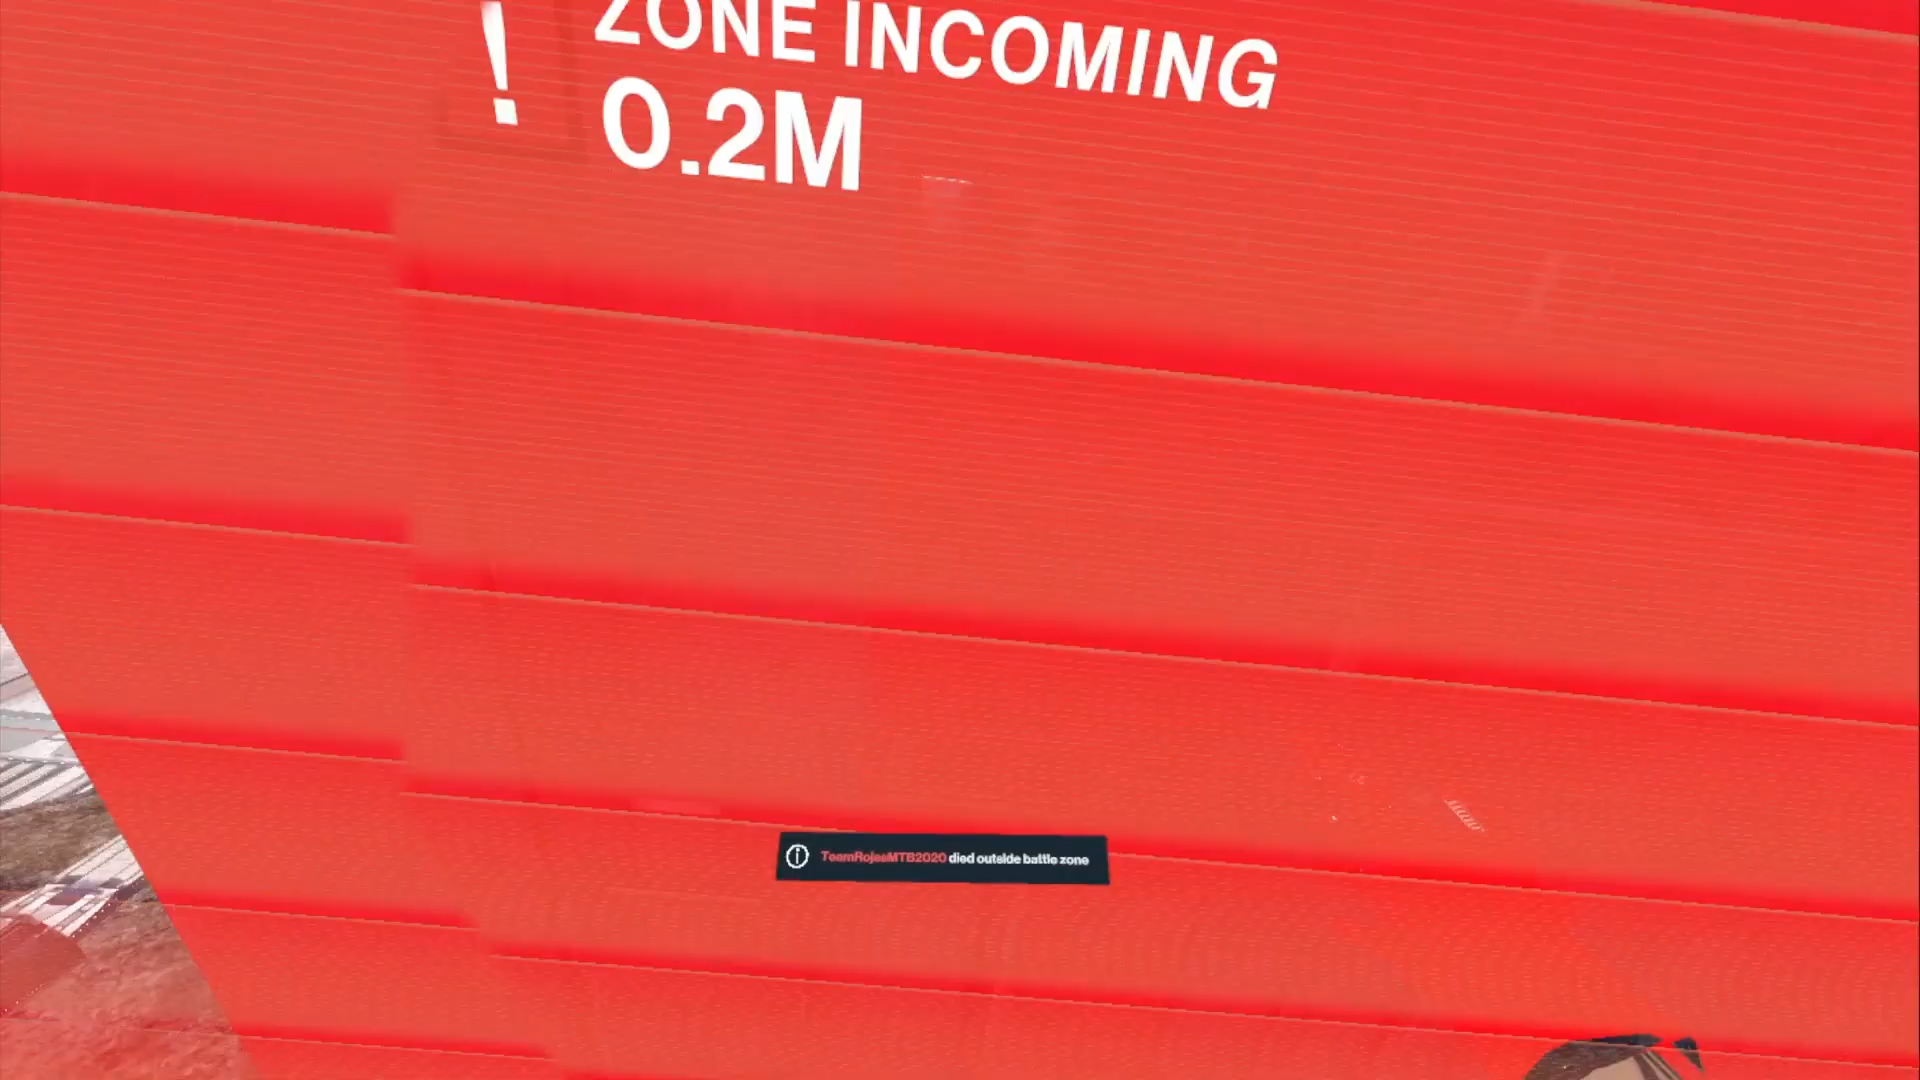 !
ZONE INCOMING
0.2M
TeamRojasMTB2020 died outside battle zone